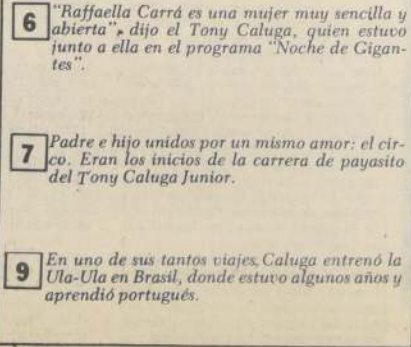 6
"Raffaella Carrá es una mujer muy sencilla y
abierta", dijo el Tony Caluga, quien estuvo
junto a ella en el programa "Noche de Gigan-
tes".
7
Padre e hijo unidos por un mismo amor: el cir-
co. Eran los inicios de la carrera de payasito
del Tony Caluga Junior.
9
En uno de sus tantos viajes, Caluga entrenó la
Ula-Ula en Brasil, donde estuvo algunos años y
aprendió portugués.